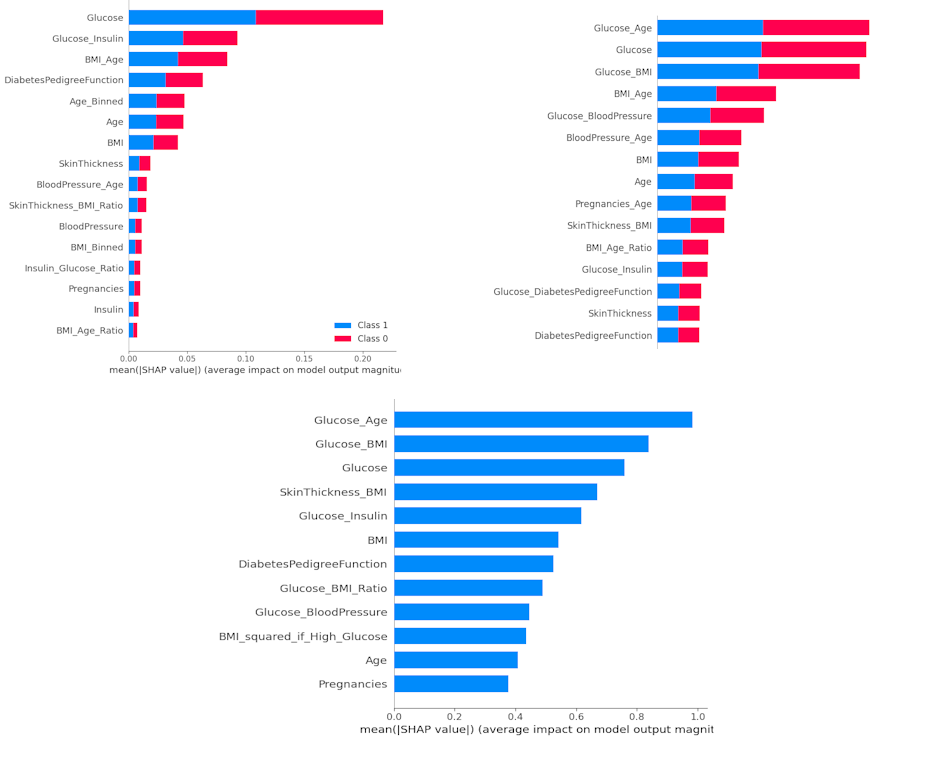 Glucose
Glucose_Insulin
BMI_Age
DiabetesPedigreeFunction
Age_Binned
Age
BMI
SkinThickness
BloodPressure_Age
SkinThickness_BMI_Ratio
BloodPressure
BMI_Binned
Insulin_Glucose_Ratio
Pregnancies
Insulin
BMI_Age_Ratio
Class 1
Class 0
0.00 0.05 0.10 0.15 0.20
mean(|SHAP value|) (average impact on model output magnitu
Glucose_Age
Glucose
Glucose_BMI
BMI_Age
Glucose_BloodPressure
BloodPressure_Age
BMI
Age
Pregnancies_Age
SkinThickness_BMI
BMI_Age_Ratio
Glucose_Insulin
Glucose_DiabetesPedigreeFunction
SkinThickness
DiabetesPedigreeFunction
Glucose_Age
Glucose_BMI
Glucose
SkinThickness_BMI
Glucose_Insulin
BMI
DiabetesPedigreeFunction
Glucose_BMI_Ratio
Glucose_BloodPressure
BMI_squared_if_High_Glucose
Age
Pregnancies
0.0 0.2 0.4 0.6 0.8 1.0
mean(|SHAP value|) (average impact on model output magnit